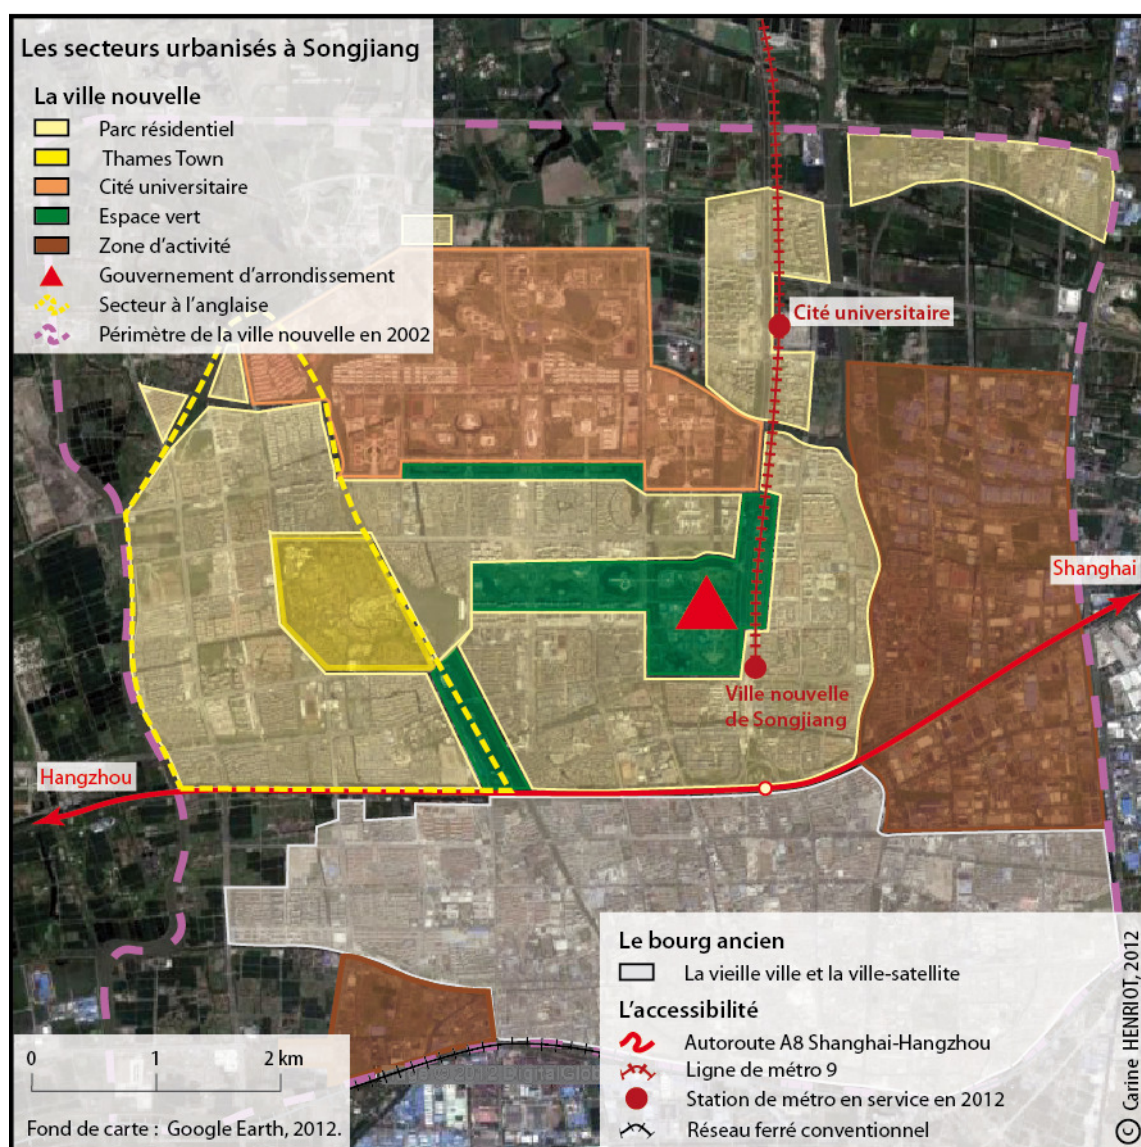 Les secteurs urbanisés à Songjiang
La ville nouvelle
Parc résidentiel
Thames Town
Cité universitaire
Espace vert
Zone d'activité
Gouvernement d'arrondissement
Secteur à l'anglaise
Périmètre de la ville nouvelle en 2002
Cité universitaire
Shanghai
Ville nouvelle
de Songjiang
Hangzhou
Le bourg ancien
La vieille ville et la ville-satellite
L'accessibilité
Autoroute A8 Shanghai-Hangzhou
Ligne de métro 9
Station de métro en service en 2012
Réseau ferré conventionnel
0 1 2 km
Fond de carte : Google Earth, 2012.
© 2012 DigitalGlob
© Carine HENRIOT, 2012